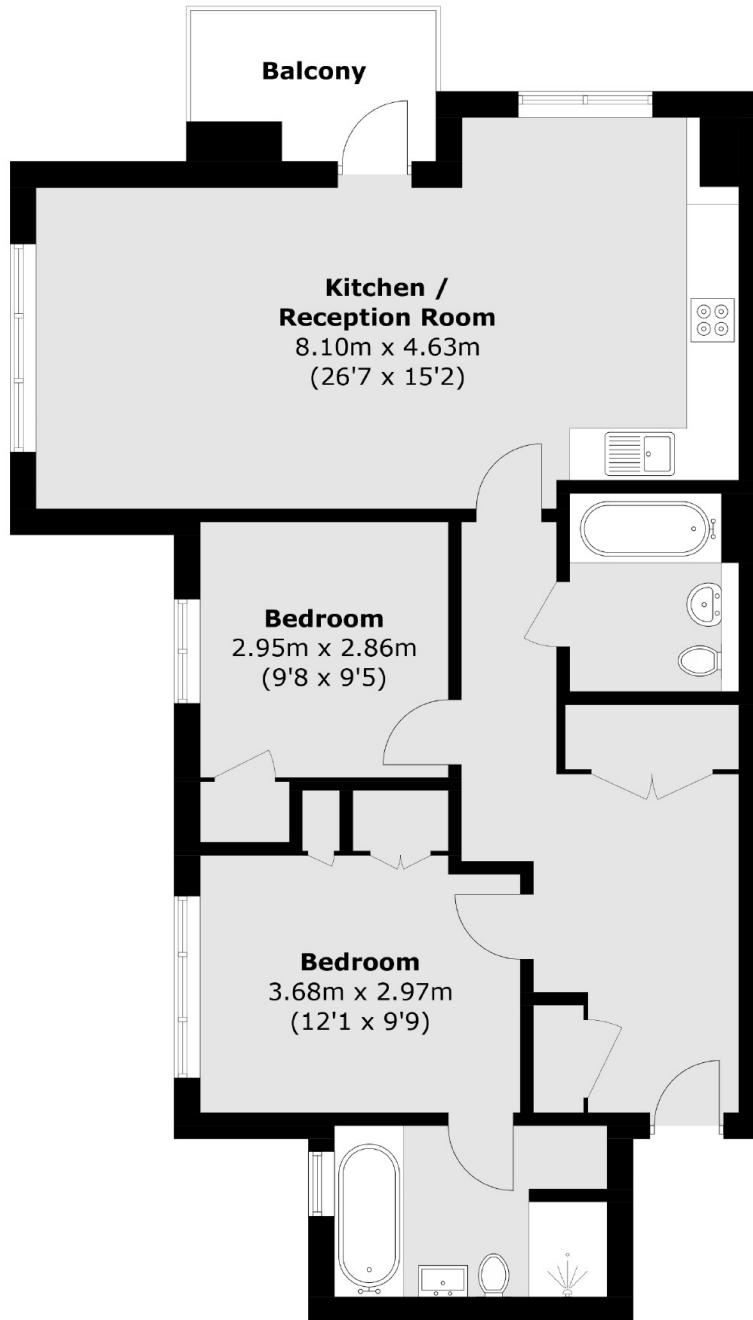 Balcony
Kitchen /
Reception Room
8.10m x 4.63m
(26'7 x 15'2)
Bedroom
2.95m x 2.86m
(9'8 x 9'5)
Bedroom
3.68m x 2.97m
(12'1 x 9'9)